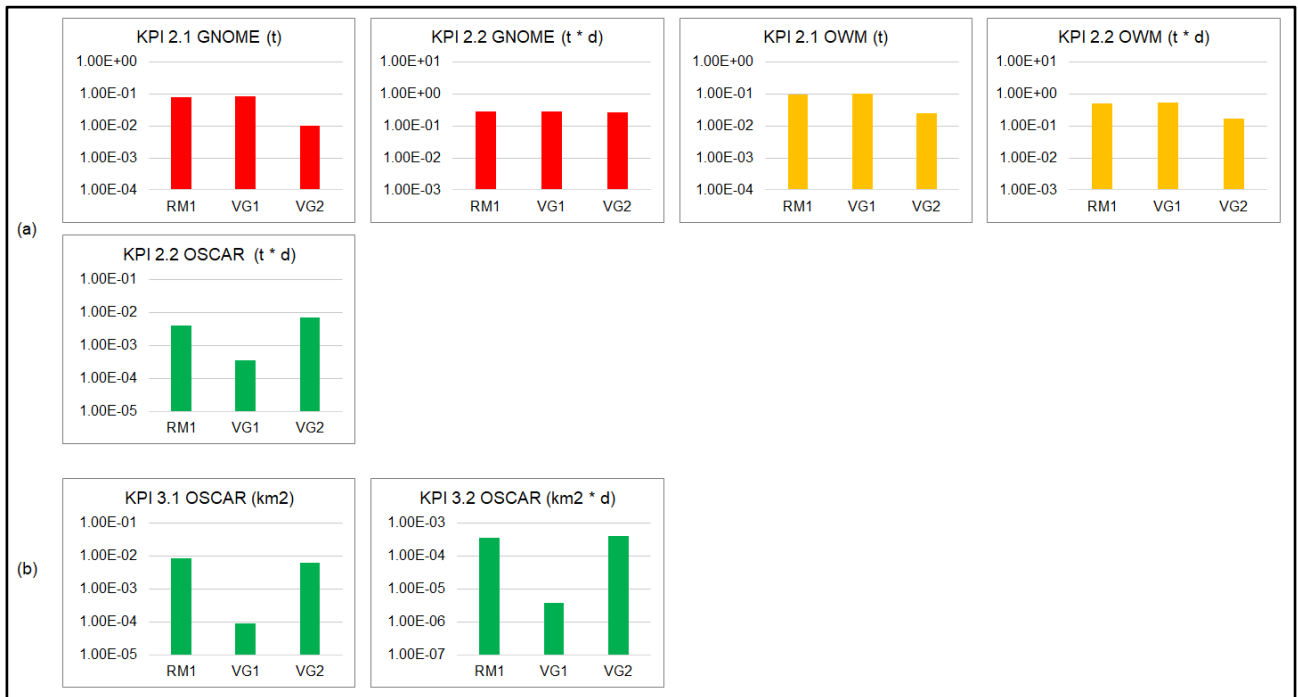 KPI 2.1 GNOME (t)
1.00E+00
1.00E-01
1.00E-02
1.00E-03
1.00E-04
RM1 VG1 VG2
KPI 2.2 GNOME (t * d)
1.00E+01
1.00E+00
1.00E-01
1.00E-02
1.00E-03
RM1 VG1 VG2
KPI 2.1 OWM (t)
1.00E+00
1.00E-01
1.00E-02
1.00E-03
1.00E-04
RM1 VG1 VG2
KPI 2.2 OWM (t * d)
1.00E+01
1.00E+00
1.00E-01
1.00E-02
1.00E-03
RM1 VG1 VG2
(a)
KPI 2.2 OSCAR (t * d)
1.00E-01
1.00E-02
1.00E-03
1.00E-04
1.00E-05
RM1 VG1 VG2
(b)
KPI 3.1 OSCAR (km2)
1.00E-01
1.00E-02
1.00E-03
1.00E-04
1.00E-05
RM1 VG1 VG2
KPI 3.2 OSCAR (km2 * d)
1.00E-03
1.00E-04
1.00E-05
1.00E-06
1.00E-07
RM1 VG1 VG2